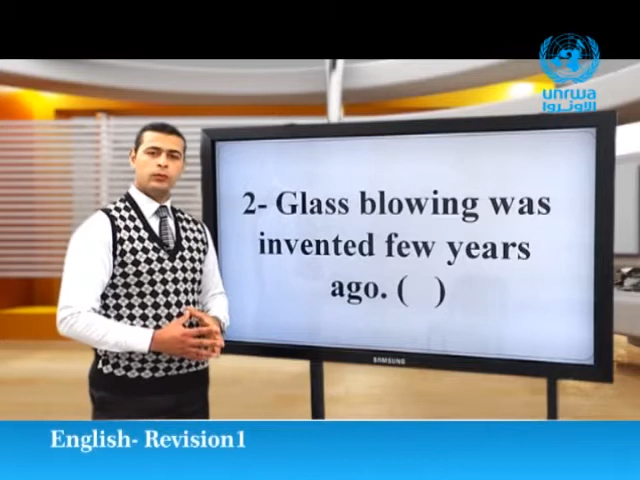 unrwa
الاونروا
2- Glass blowing was
invented few years
ago. (   )
SAMSUNG
English- Revision1